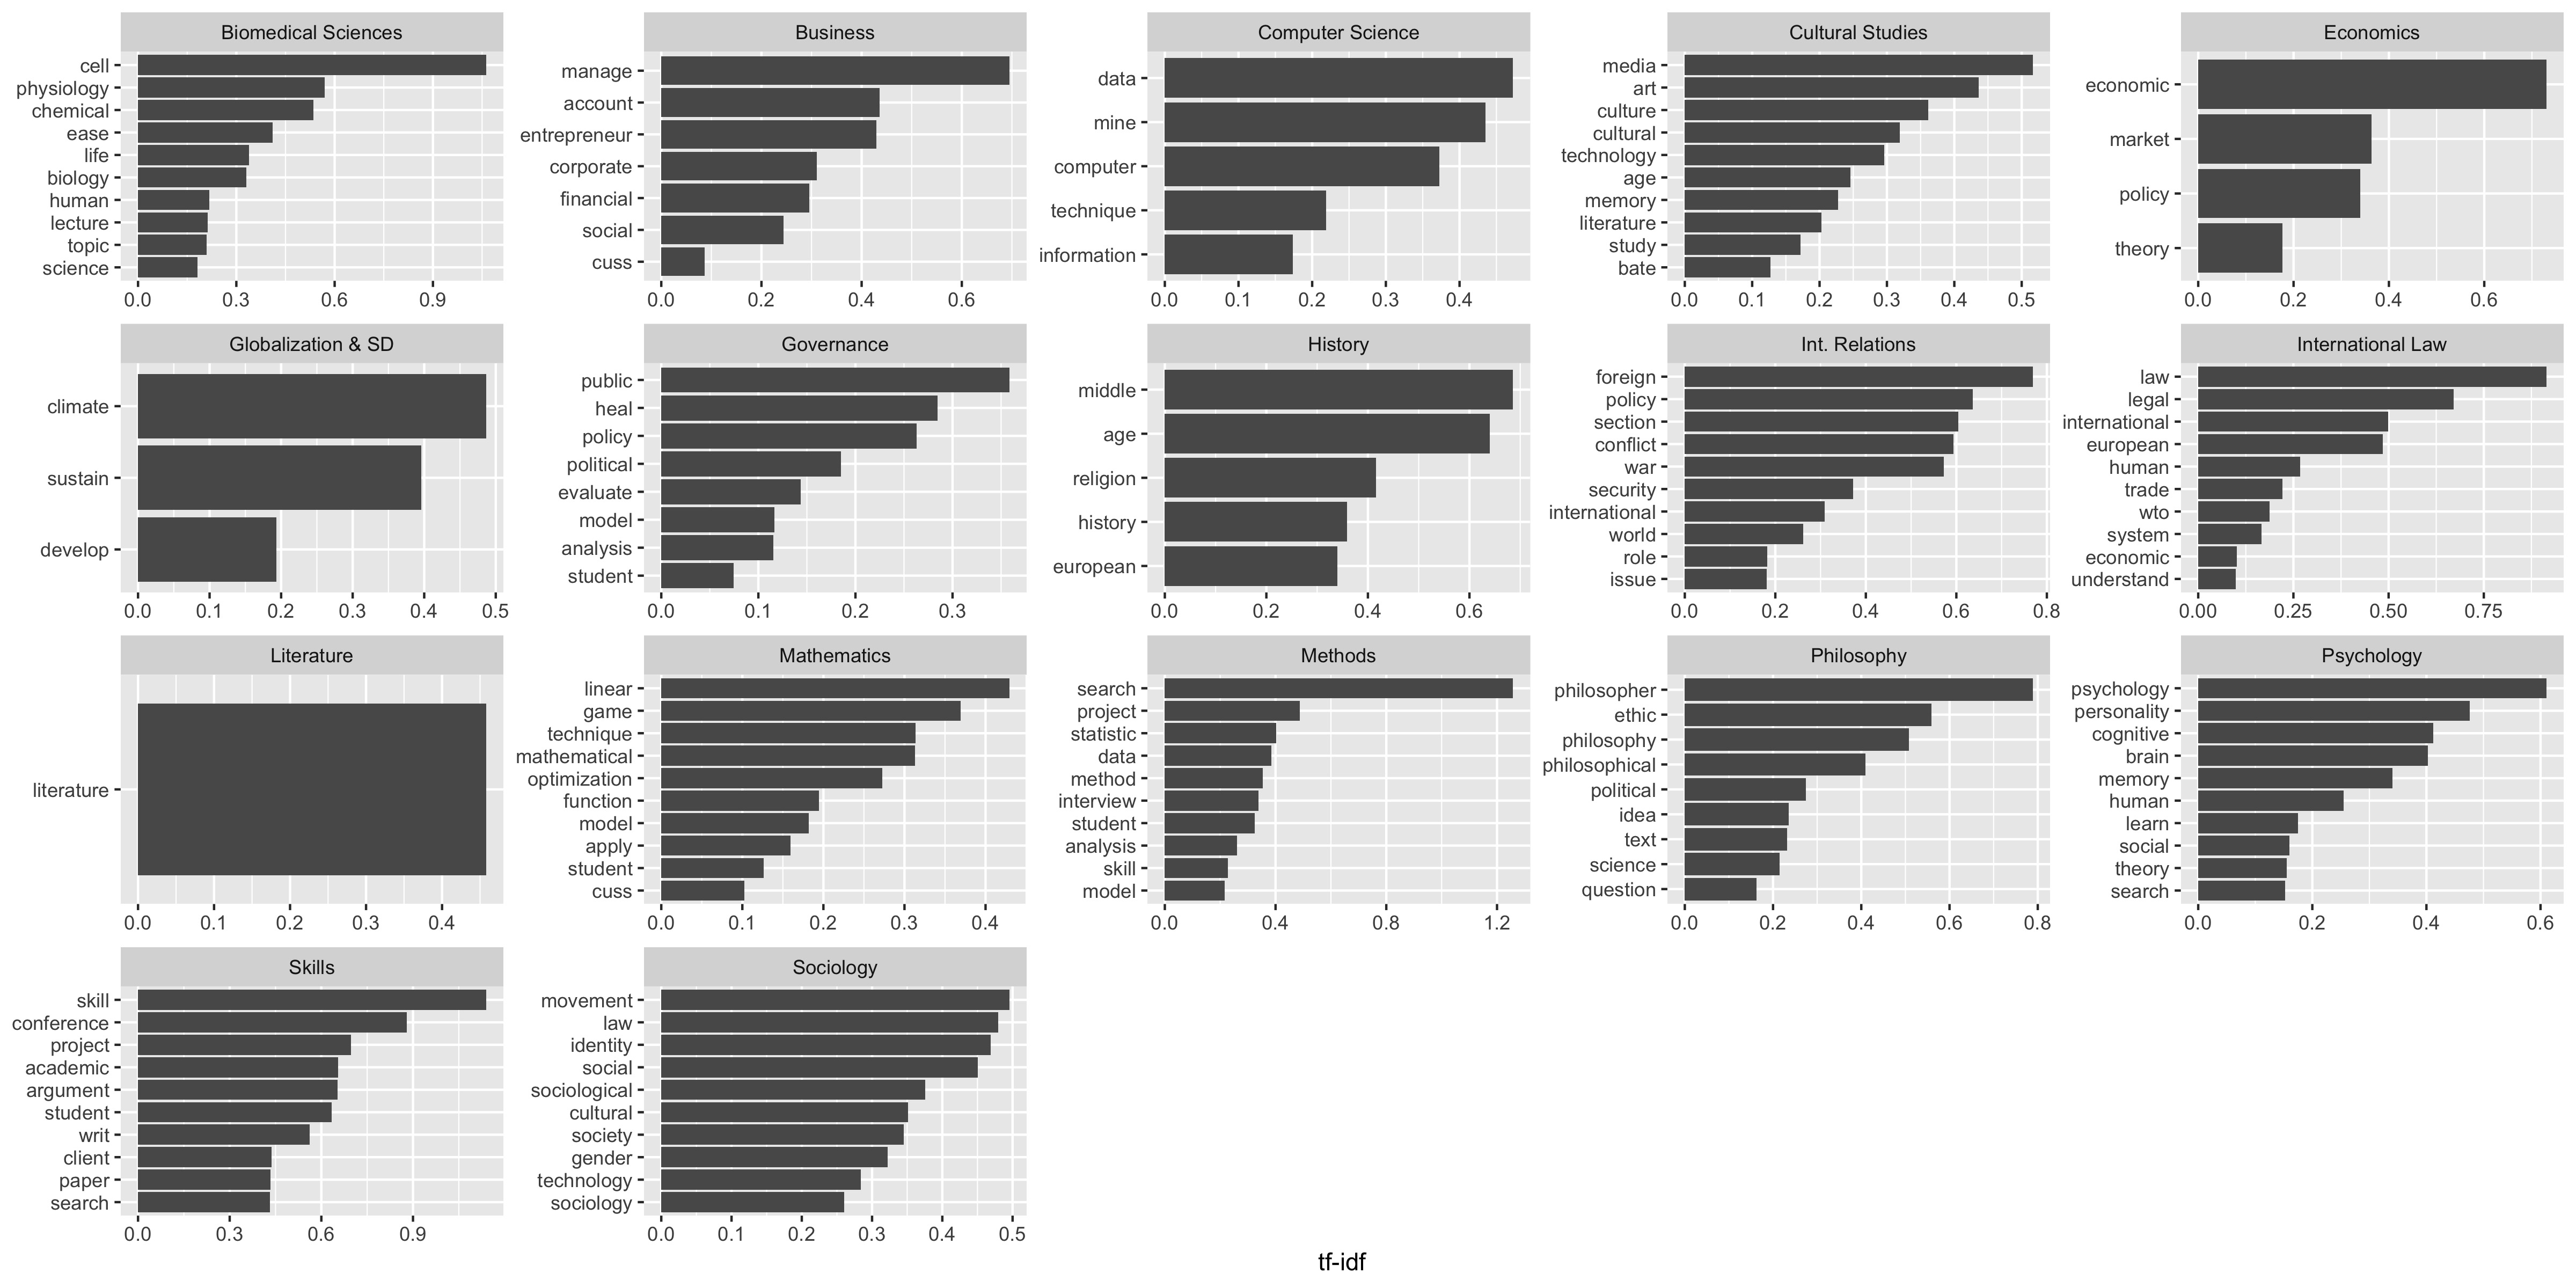 Biomedical Sciences
cell
physiology
chemical
ease
life
biology
human
lecture
topic
science
0.0 0.3 0.6 0.9
Business
manage
account
entrepreneur
corporate
financial
social
cuss
0.0 0.2 0.4 0.6
Computer Science
data
mine
computer
technique
information
0.0 0.1 0.2 0.3 0.4
Cultural Studies
media
art
culture
cultural
technology
age
memory
literature
study
bate
0.0 0.1 0.2 0.3 0.4 0.5
Economics
economic
market
policy
theory
0.0 0.2 0.4 0.6
Globalization & SD
climate
sustain
develop
0.0 0.1 0.2 0.3 0.4 0.5
Governance
public
heal
policy
political
evaluate
model
analysis
student
0.0 0.1 0.2 0.3
History
middle
age
religion
history
european
0.0 0.2 0.4 0.6
Int. Relations
foreign
policy
section
conflict
war
security
international
world
role
issue
0.0 0.2 0.4 0.6 0.8
International Law
law
legal
international
european
human
trade
wto
system
economic
understand
0.00 0.25 0.50 0.75
Literature
literature
0.0 0.1 0.2 0.3 0.4
Mathematics
linear
game
technique
mathematical
optimization
function
model
apply
student
cuss
0.0 0.1 0.2 0.3 0.4
Methods
search
project
statistic
data
method
interview
student
analysis
skill
model
0.0 0.4 0.8 1.2
Philosophy
philosopher
ethic
philosophy
philosophical
political
idea
text
science
question
0.0 0.2 0.4 0.6 0.8
Psychology
psychology
personality
cognitive
brain
memory
human
learn
social
theory
search
0.0 0.2 0.4 0.6
Skills
skill
conference
project
academic
argument
student
writ
client
paper
search
0.0 0.3 0.6 0.9
Sociology
movement
law
identity
social
sociological
cultural
society
gender
technology
sociology
0.0 0.1 0.2 0.3 0.4 0.5
tf-idf